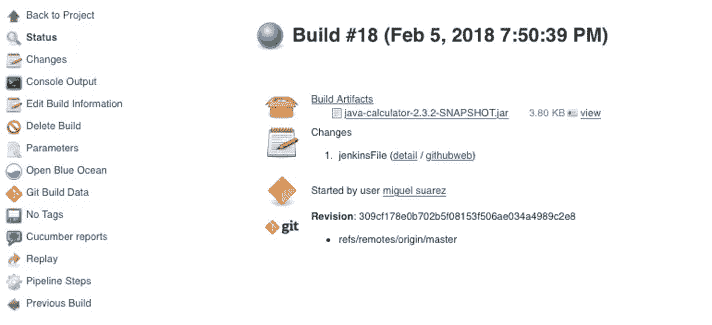 Back to Project
Status
Changes
Console Output
Edit Build Information
Delete Build
Parameters
Open Blue Ocean
Git Build Data
No Tags
Cucumber reports
Replay
Pipeline Steps
Previous Build
Build #18 (Feb 5, 2018 7:50:39 PM)
Build Artifacts
java-calculator-2.3.2-SNAPSHOT.jar 3.80 KB view
Changes
1. jenkinsFile (detail / githubweb)
Started by user miguel suarez
git Revision: 309cf178e0b702b5f08153f506ae034a4989c2e8
• refs/remotes/origin/master